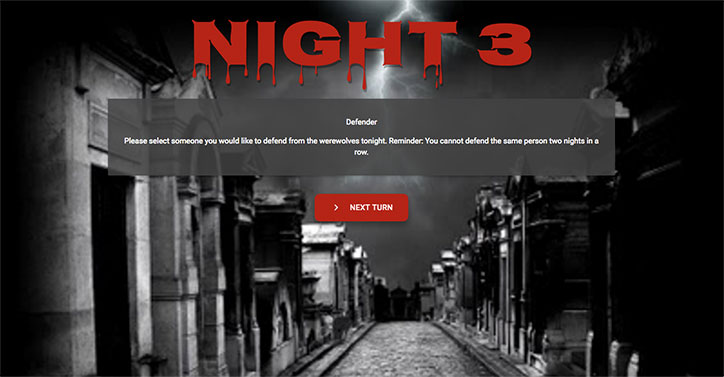 NIGHT 3
Defender
Please select someone you would like to defend from the werewolves tonight. Reminder: You cannot defend the same person two nights in a
row.
NEXT TURN